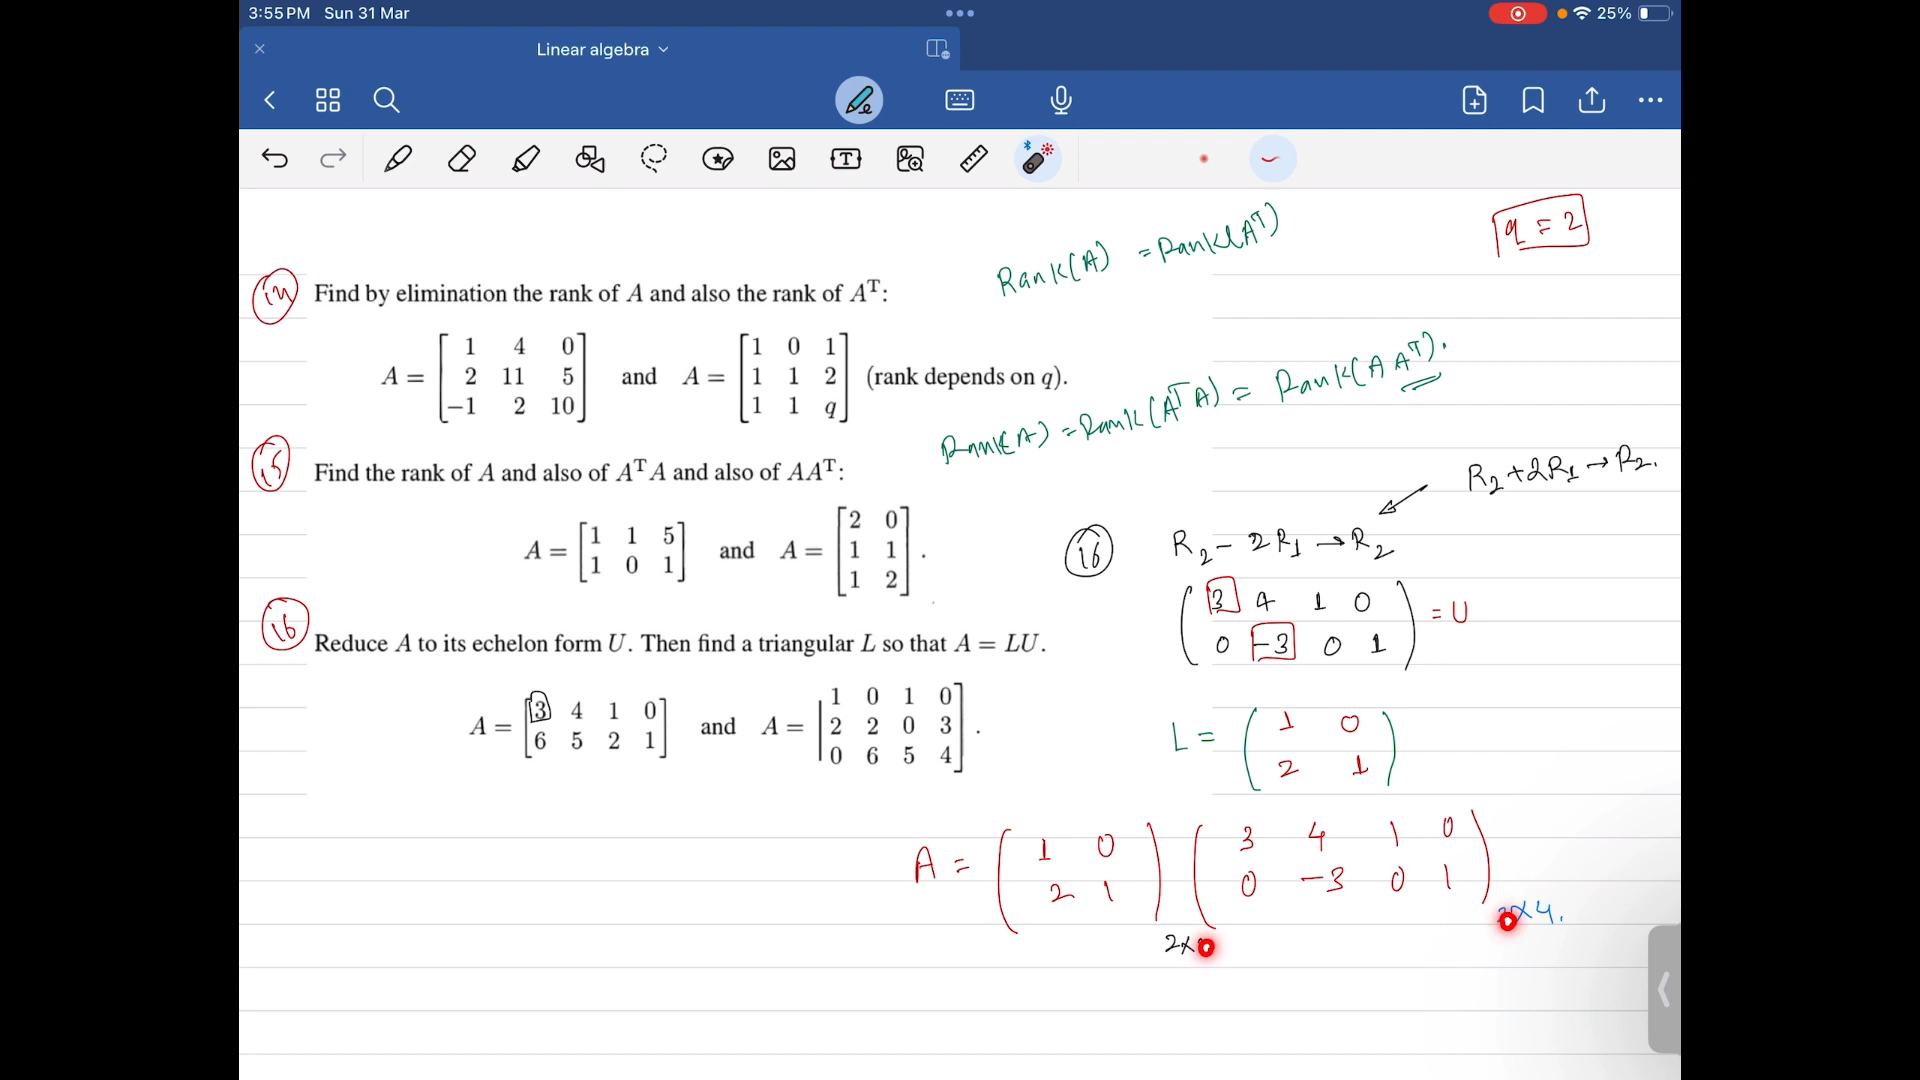 3:55 PM Sun 31 Mar
25%
Linear algebra
T
q = 2
Rank(A) = Rank(Aᵀ)
14
Find by elimination the rank of A and also the rank of Aᵀ:
A = [1 4 0; 2 11 5; −1 2 10] and A = [1 0 1; 1 1 2; 1 1 q] (rank depends on q).
Rank(A) = Rank(AᵀA) = Rank(A Aᵀ).
15
Find the rank of A and also of AᵀA and also of AAᵀ:
A = [1 1 5; 1 0 1] and A = [2 0; 1 1; 1 2].
R₂ + 2R₁ → R₂.
16
R₂ − 2R₁ → R₂
(3 4 1 0; 0 −3 0 1) = U
16
Reduce A to its echelon form U. Then find a triangular L so that A = LU.
A = [3 4 1 0; 6 5 2 1] and A = [1 0 1 0; 2 2 0 3; 0 6 5 4].
L = (1 0; 2 1)
A = (1 0; 2 1) (3 4 1 0; 0 −3 0 1)
2×
×4.